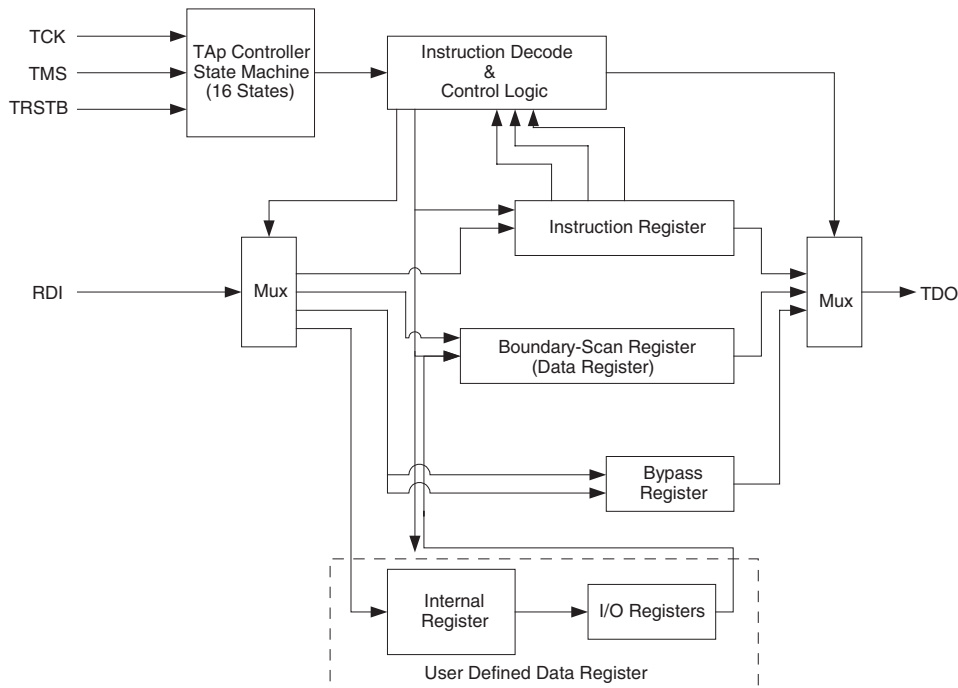 TCK
TMS
TRSTB
TAp Controller
State Machine
(16 States)
Instruction Decode
&
Control Logic
Instruction Register
RDI
Mux
Mux
TDO
Boundary-Scan Register
(Data Register)
Bypass
Register
Internal
Register
I/O Registers
User Defined Data Register